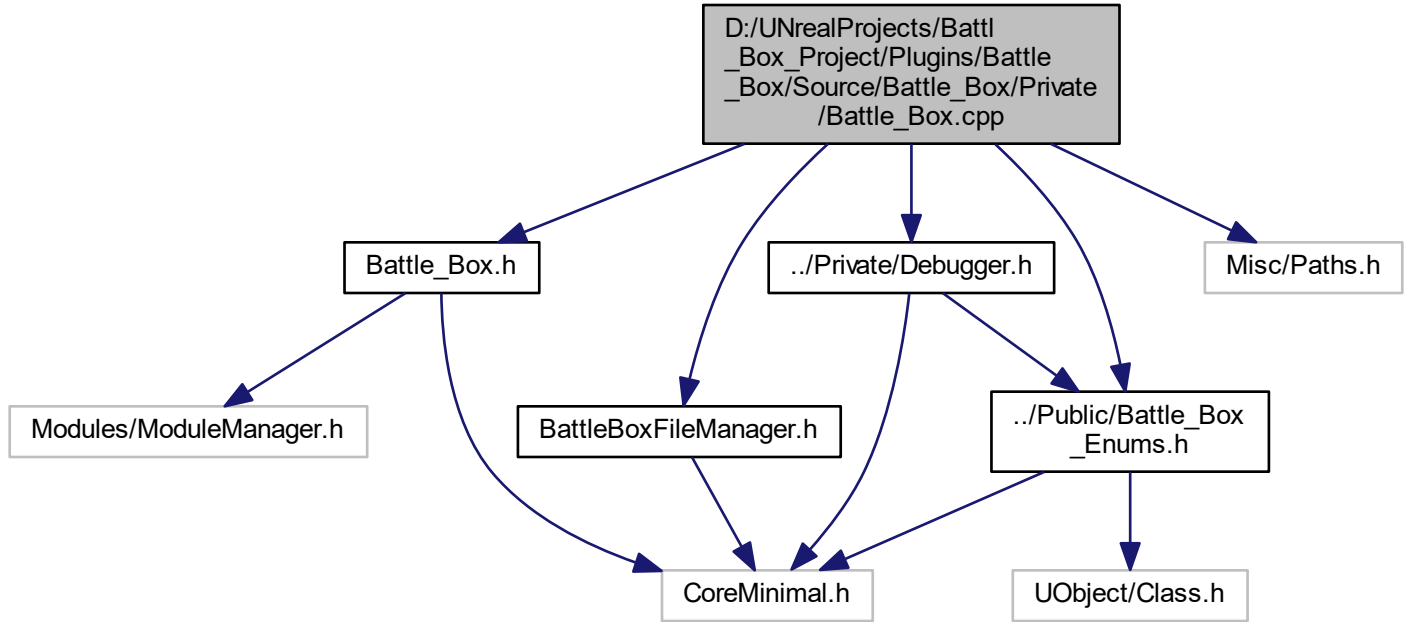 D:/UNrealProjects/Battl
_Box_Project/Plugins/Battle
_Box/Source/Battle_Box/Private
/Battle_Box.cpp
Battle_Box.h
../Private/Debugger.h
Misc/Paths.h
Modules/ModuleManager.h
BattleBoxFileManager.h
../Public/Battle_Box
_Enums.h
CoreMinimal.h
UObject/Class.h